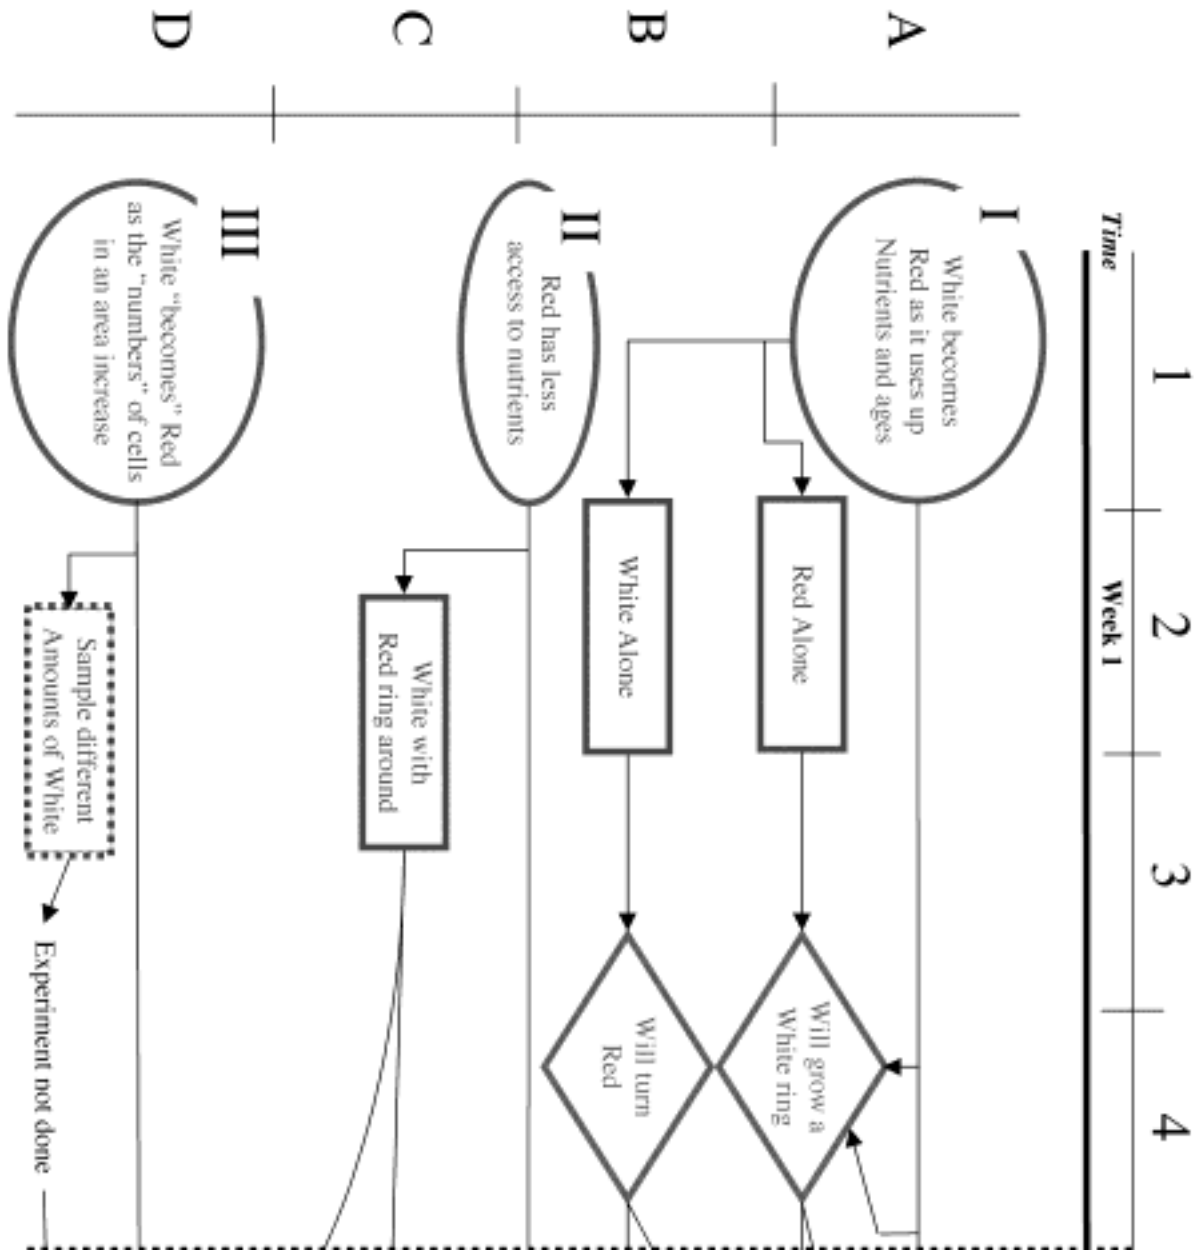 1
2
3
4
Time
Week 1
A
B
C
D
I
White becomes
Red as it uses up
Nutrients and ages
Red Alone
Will grow a
White ring
White Alone
Will turn
Red
II
Red has less
access to nutrients
White with
Red ring around
III
White "becomes" Red
as the "numbers" of cells
in an area increase
Sample different
Amounts of White
Experiment not done